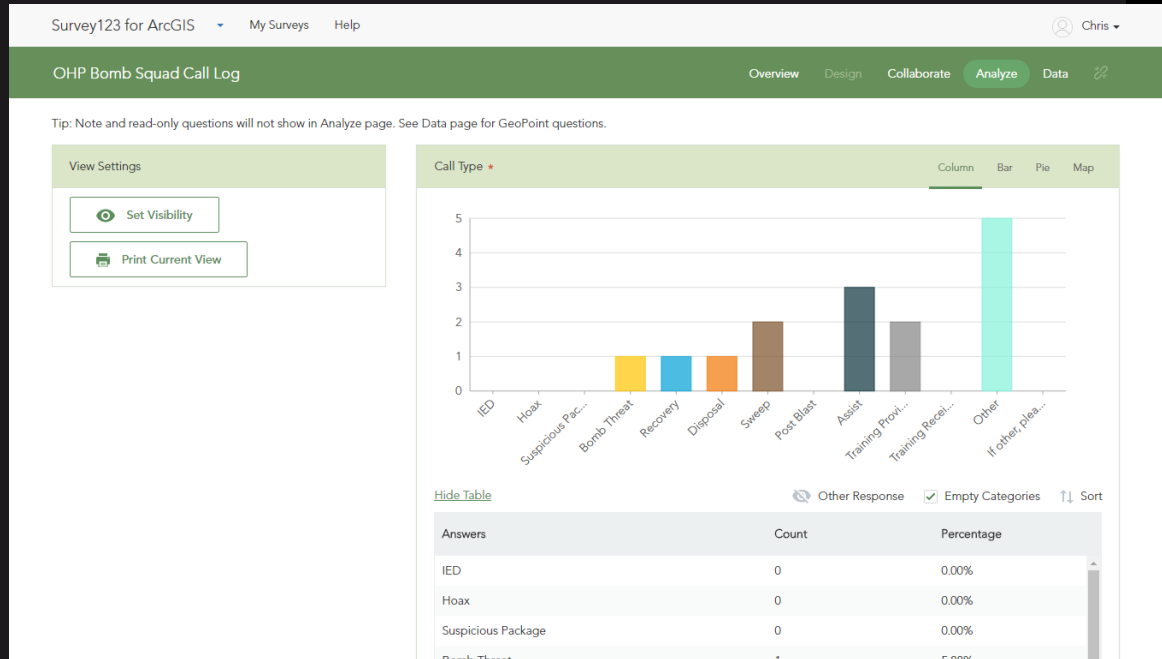 Survey123 for ArcGIS My Surveys Help Chris
OHP Bomb Squad Call Log Overview Design Collaborate Analyze Data
Tip: Note and read-only questions will not show in Analyze page. See Data page for GeoPoint questions.
View Settings
Set Visibility
Print Current View
Call Type * Column Bar Pie Map
5
4
3
2
1
0
IED
Hoax
Suspicious Pac...
Bomb Threat
Recovery
Disposal
Sweep
Post Blast
Assist
Training Provi...
Training Recei...
Other
If other, plea...
Hide Table Other Response Empty Categories Sort
Answers Count Percentage
IED 0 0.00%
Hoax 0 0.00%
Suspicious Package 0 0.00%
Bomb Threat 1